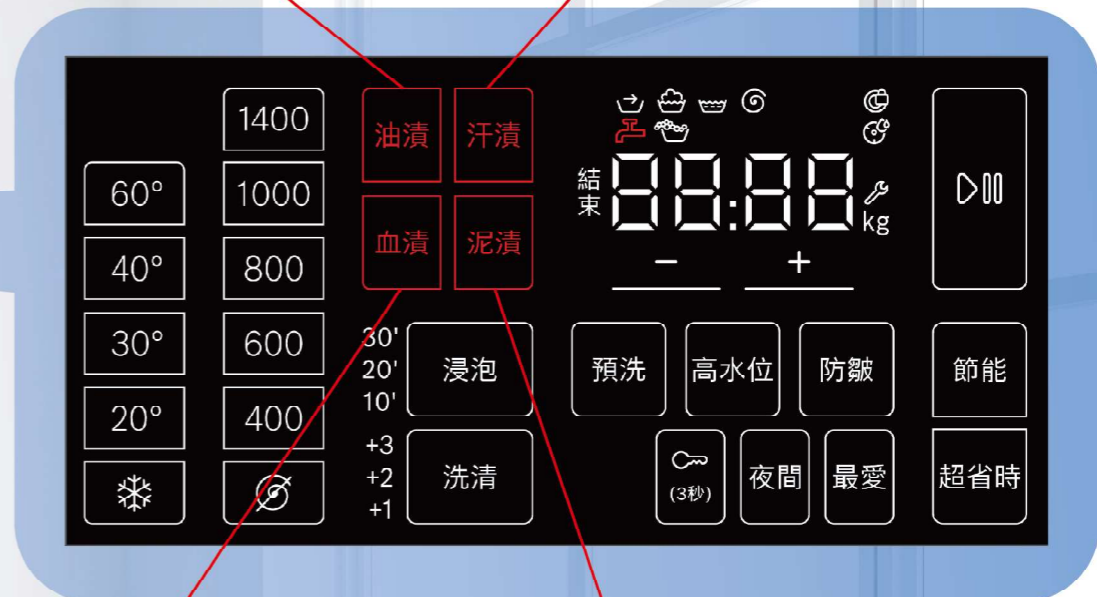 60°
40°
30°
20°
1400
1000
800
600
400
油漬
汗漬
血漬
泥漬
30'
20'
10'
浸泡
+3
+2
+1
洗清
結束
88:88
kg
−
+
預洗
高水位
防皺
節能
(3秒)
夜間
最愛
超省時